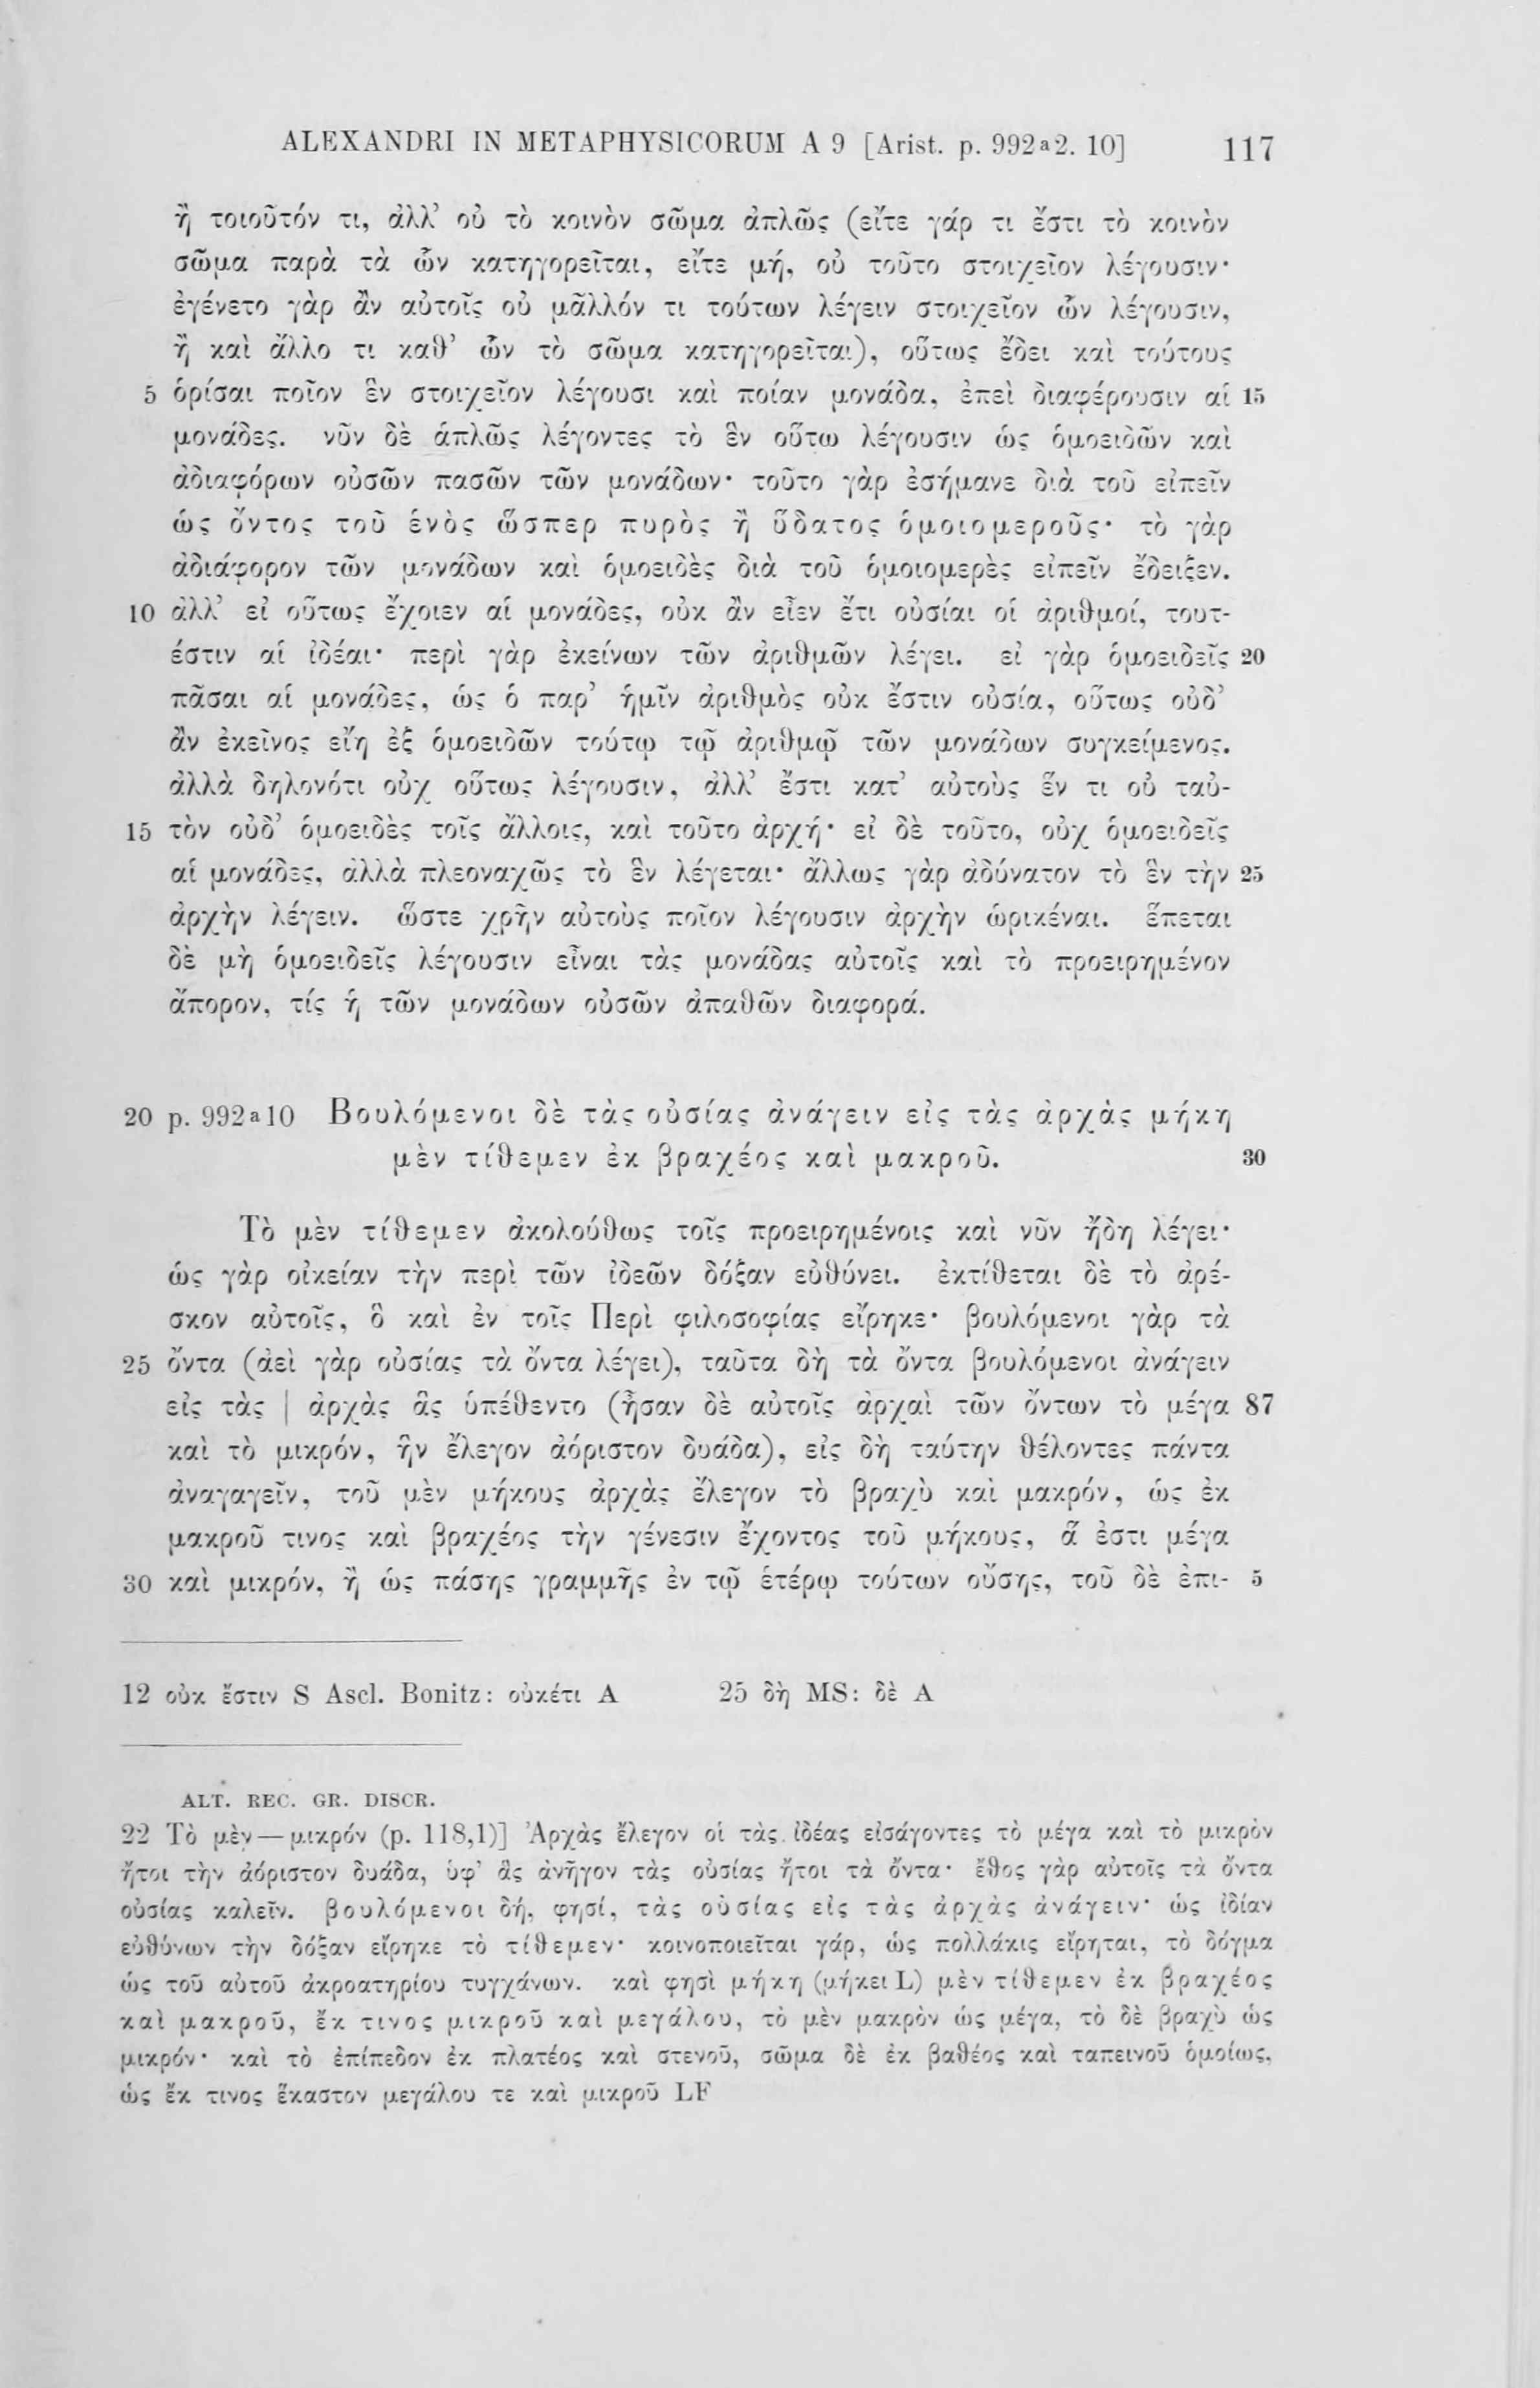 ALEXANDRI IN METAPHYSICORUM A 9 [Arist. p. 992a2. 10] 117
ἢ τοιοῦτόν τι, ἀλλ’ οὐ τὸ κοινὸν σῶμα ἁπλῶς (εἴτε γάρ τι ἔστι τὸ κοινὸν
σῶμα παρὰ τὰ ὧν κατηγορεῖται, εἴτε μή, οὐ τοῦτο στοιχεῖον λέγουσιν·
ἐγένετο γὰρ ἂν αὐτοῖς οὐ μᾶλλόν τι τούτων λέγειν στοιχεῖον ὧν λέγουσιν,
ἢ καὶ ἄλλο τι καθ’ ὧν τὸ σῶμα κατηγορεῖται), οὕτως ἔδει καὶ τούτους
5 ὁρίσαι ποῖον ἓν στοιχεῖον λέγουσι καὶ ποίαν μονάδα, ἐπεὶ διαφέρουσιν αἱ 15
μονάδες. νῦν δὲ ἁπλῶς λέγοντες τὸ ἓν οὕτω λέγουσιν ὡς ὁμοειδῶν καὶ
ἀδιαφόρων οὐσῶν πασῶν τῶν μονάδων· τοῦτο γὰρ ἐσήμανε διὰ τοῦ εἰπεῖν
ὡς ὄντος τοῦ ἑνὸς ὥσπερ πυρὸς ἢ ὕδατος ὁμοιομεροῦς· τὸ γὰρ
ἀδιάφορον τῶν μονάδων καὶ ὁμοειδὲς διὰ τοῦ ὁμοιομερὲς εἰπεῖν ἔδειξεν.
10 ἀλλ’ εἰ οὕτως ἔχοιεν αἱ μονάδες, οὐκ ἂν εἶεν ἔτι οὐσίαι οἱ ἀριθμοί, τουτ-
έστιν αἱ ἰδέαι· περὶ γὰρ ἐκείνων τῶν ἀριθμῶν λέγει. εἰ γὰρ ὁμοειδεῖς 20
πᾶσαι αἱ μονάδες, ὡς ὁ παρ’ ἡμῖν ἀριθμὸς οὐκ ἔστιν οὐσία, οὕτως οὐδ’
ἂν ἐκεῖνος εἴη ἐξ ὁμοειδῶν τούτῳ τῷ ἀριθμῷ τῶν μονάδων συγκείμενος.
ἀλλὰ δηλονότι οὐχ οὕτως λέγουσιν, ἀλλ’ ἔστι κατ’ αὐτοὺς ἕν τι οὐ ταὐ-
15 τὸν οὐδ’ ὁμοειδὲς τοῖς ἄλλοις, καὶ τοῦτο ἀρχή· εἰ δὲ τοῦτο, οὐχ ὁμοειδεῖς
αἱ μονάδες, ἀλλὰ πλεοναχῶς τὸ ἓν λέγεται· ἄλλως γὰρ ἀδύνατον τὸ ἓν τὴν 25
ἀρχὴν λέγειν. ὥστε χρῆν αὐτοὺς ποῖον λέγουσιν ἀρχὴν ὡρικέναι. ἕπεται
δὲ μὴ ὁμοειδεῖς λέγουσιν εἶναι τὰς μονάδας αὐτοῖς καὶ τὸ προειρημένον
ἄπορον, τίς ἡ τῶν μονάδων οὐσῶν ἀπαθῶν διαφορά.
20 p. 992a10 Βουλόμενοι δὲ τὰς οὐσίας ἀνάγειν εἰς τὰς ἀρχὰς μήκη
μὲν τίθεμεν ἐκ βραχέος καὶ μακροῦ. 30
Τὸ μὲν τίθεμεν ἀκολούθως τοῖς προειρημένοις καὶ νῦν ἤδη λέγει·
ὡς γὰρ οἰκείαν τὴν περὶ τῶν ἰδεῶν δόξαν εὐθύνει. ἐκτίθεται δὲ τὸ ἀρέ-
σκον αὐτοῖς, ὃ καὶ ἐν τοῖς Περὶ φιλοσοφίας εἴρηκε· βουλόμενοι γὰρ τὰ
25 ὄντα (ἀεὶ γὰρ οὐσίας τὰ ὄντα λέγει), ταῦτα δὴ τὰ ὄντα βουλόμενοι ἀνάγειν
εἰς τὰς | ἀρχὰς ἃς ὑπέθεντο (ἦσαν δὲ αὐτοῖς ἀρχαὶ τῶν ὄντων τὸ μέγα 87
καὶ τὸ μικρόν, ἣν ἔλεγον ἀόριστον δυάδα), εἰς δὴ ταύτην θέλοντες πάντα
ἀναγαγεῖν, τοῦ μὲν μήκους ἀρχὰς ἔλεγον τὸ βραχὺ καὶ μακρόν, ὡς ἐκ
μακροῦ τινος καὶ βραχέος τὴν γένεσιν ἔχοντος τοῦ μήκους, ἅ ἐστι μέγα
30 καὶ μικρόν, ἢ ὡς πάσης γραμμῆς ἐν τῷ ἑτέρῳ τούτων οὔσης, τοῦ δὲ ἐπι- 5
12 οὐκ ἔστιν S Ascl. Bonitz: οὐκέτι A 25 δὴ MS: δὲ A
ALT. REC. GR. DISCR.
22 Τὸ μὲν — μικρόν (p. 118,1)] Ἀρχὰς ἔλεγον οἱ τὰς ἰδέας εἰσάγοντες τὸ μέγα καὶ τὸ μικρὸν
ἤτοι τὴν ἀόριστον δυάδα, ὑφ’ ἃς ἀνῆγον τὰς οὐσίας ἤτοι τὰ ὄντα· ἔθος γὰρ αὐτοῖς τὰ ὄντα
οὐσίας καλεῖν. βουλόμενοι δή, φησί, τὰς οὐσίας εἰς τὰς ἀρχὰς ἀνάγειν· ὡς ἰδίαν
εὐθύνων τὴν δόξαν εἴρηκε τὸ τίθεμεν· κοινοποιεῖται γάρ, ὡς πολλάκις εἴρηται, τὸ δόγμα
ὡς τοῦ αὐτοῦ ἀκροατηρίου τυγχάνων. καὶ φησὶ μήκη (μήκει L) μὲν τίθεμεν ἐκ βραχέος
καὶ μακροῦ, ἔκ τινος μικροῦ καὶ μεγάλου, τὸ μὲν μακρὸν ὡς μέγα, τὸ δὲ βραχὺ ὡς
μικρόν· καὶ τὸ ἐπίπεδον ἐκ πλατέος καὶ στενοῦ, σῶμα δὲ ἐκ βαθέος καὶ ταπεινοῦ ὁμοίως,
ὡς ἔκ τινος ἕκαστον μεγάλου τε καὶ μικροῦ LF